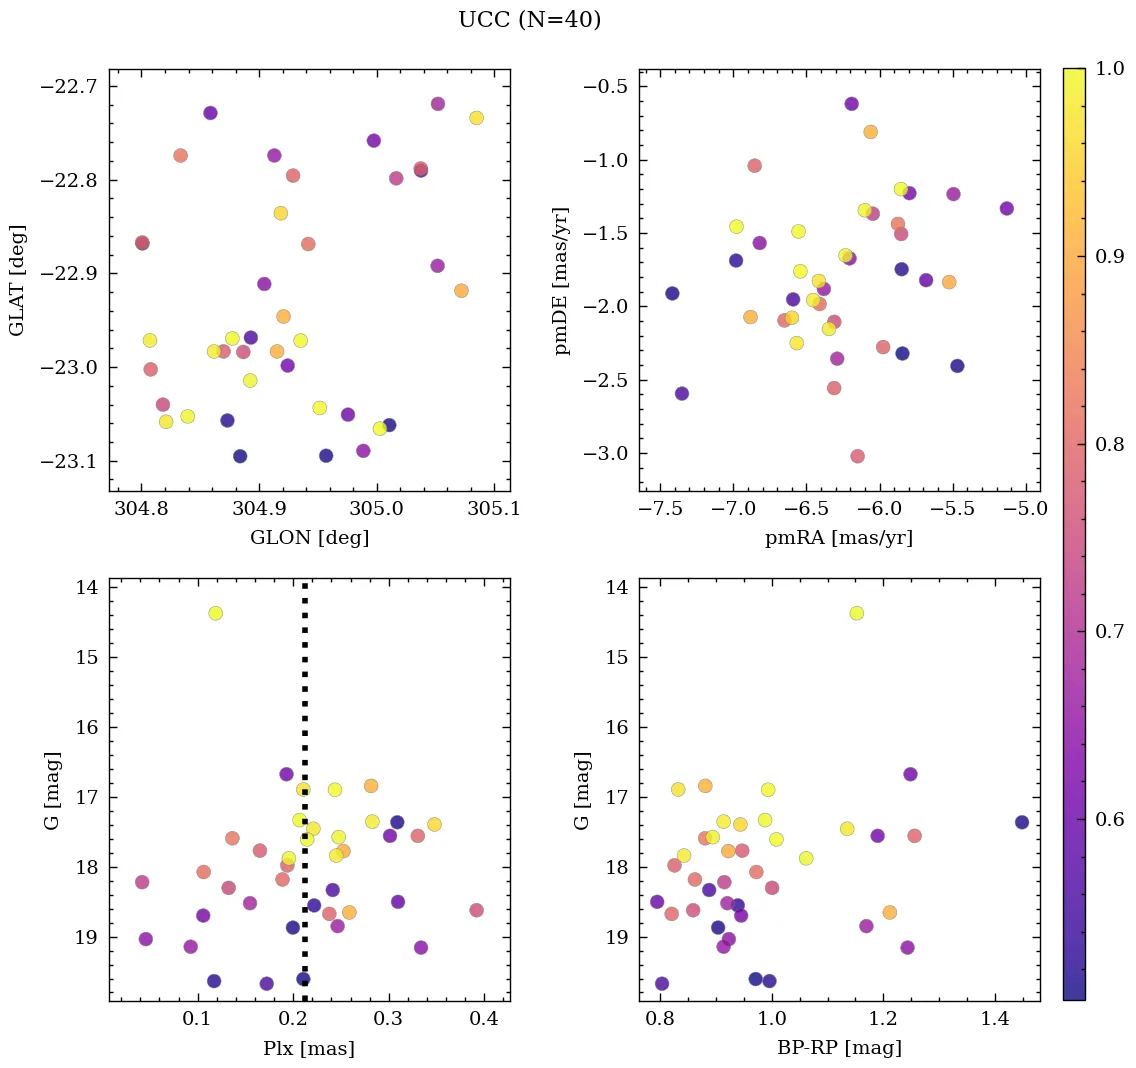 UCC (N=40)
−22.7
−22.8
−22.9
−23.0
−23.1
GLAT [deg]
304.8 304.9 305.0 305.1
GLON [deg]
−0.5
−1.0
−1.5
−2.0
−2.5
−3.0
pmDE [mas/yr]
−7.5 −7.0 −6.5 −6.0 −5.5 −5.0
pmRA [mas/yr]
14
15
16
17
18
19
G [mag]
0.1 0.2 0.3 0.4
Plx [mas]
14
15
16
17
18
19
G [mag]
0.8 1.0 1.2 1.4
BP-RP [mag]
1.0
0.9
0.8
0.7
0.6